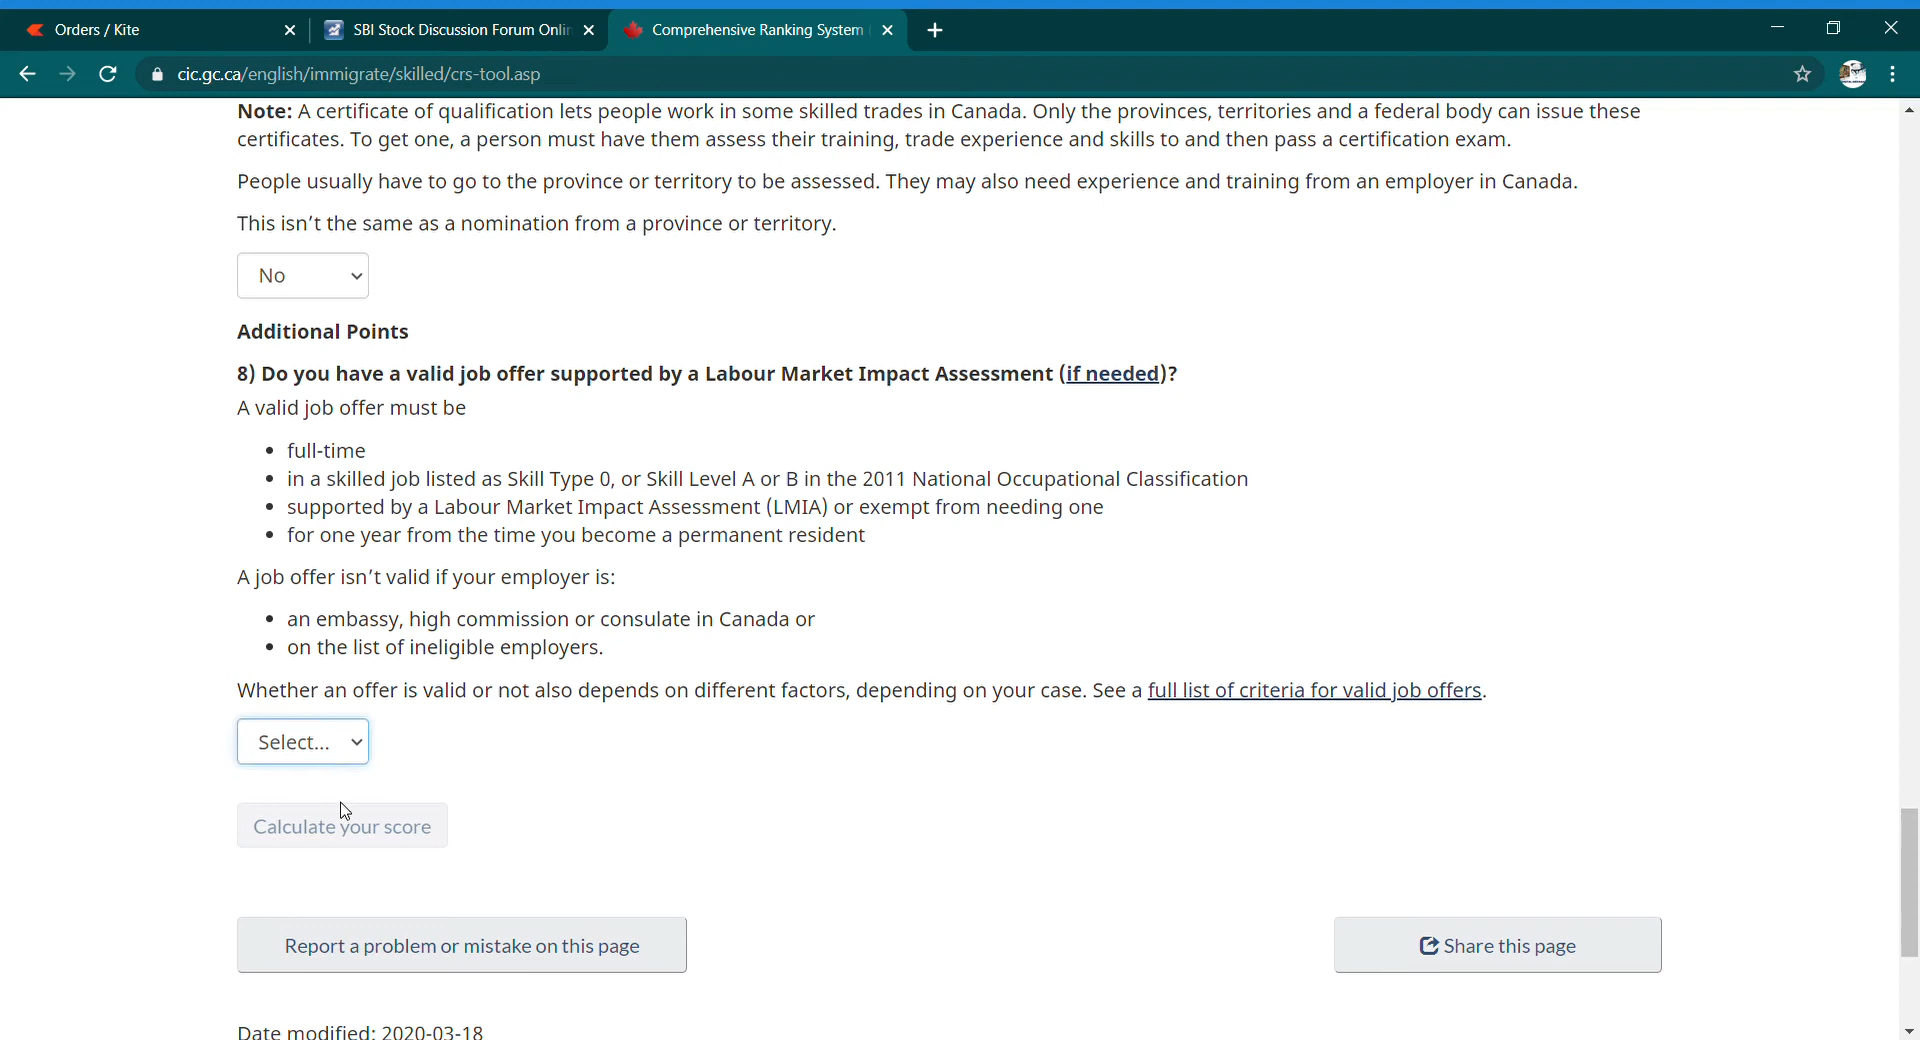 Orders / Kite
SBI Stock Discussion Forum Onlin
Comprehensive Ranking System
cic.gc.ca/english/immigrate/skilled/crs-tool.asp
Note: A certificate of qualification lets people work in some skilled trades in Canada. Only the provinces, territories and a federal body can issue these
certificates. To get one, a person must have them assess their training, trade experience and skills to and then pass a certification exam.
People usually have to go to the province or territory to be assessed. They may also need experience and training from an employer in Canada.
This isn't the same as a nomination from a province or territory.
No
Additional Points
8) Do you have a valid job offer supported by a Labour Market Impact Assessment (if needed)?
A valid job offer must be
• full-time
• in a skilled job listed as Skill Type 0, or Skill Level A or B in the 2011 National Occupational Classification
• supported by a Labour Market Impact Assessment (LMIA) or exempt from needing one
• for one year from the time you become a permanent resident
A job offer isn't valid if your employer is:
• an embassy, high commission or consulate in Canada or
• on the list of ineligible employers.
Whether an offer is valid or not also depends on different factors, depending on your case. See a full list of criteria for valid job offers.
Select...
Calculate your score
Report a problem or mistake on this page
Share this page
Date modified: 2020-03-18